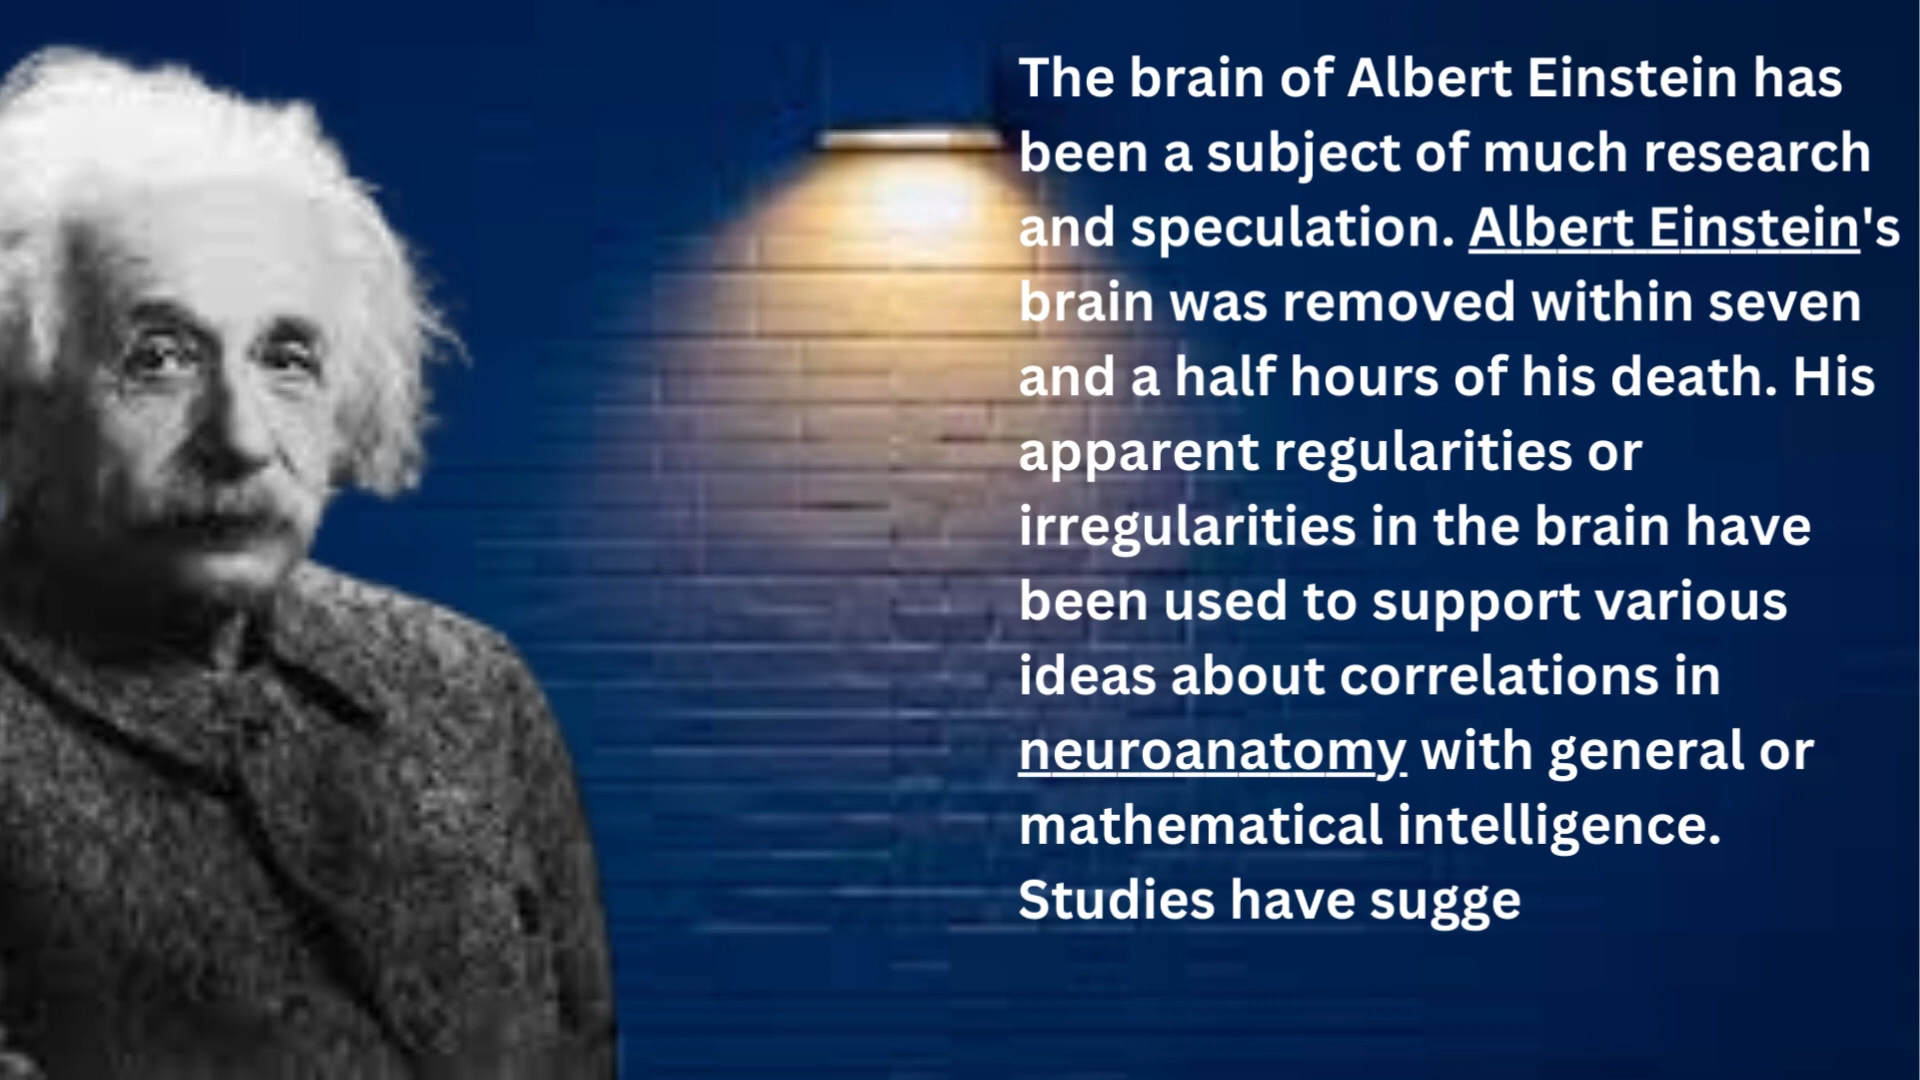 The brain of Albert Einstein has
been a subject of much research
and speculation. Albert Einstein's
brain was removed within seven
and a half hours of his death. His
apparent regularities or
irregularities in the brain have
been used to support various
ideas about correlations in
neuroanatomy with general or
mathematical intelligence.
Studies have sugge